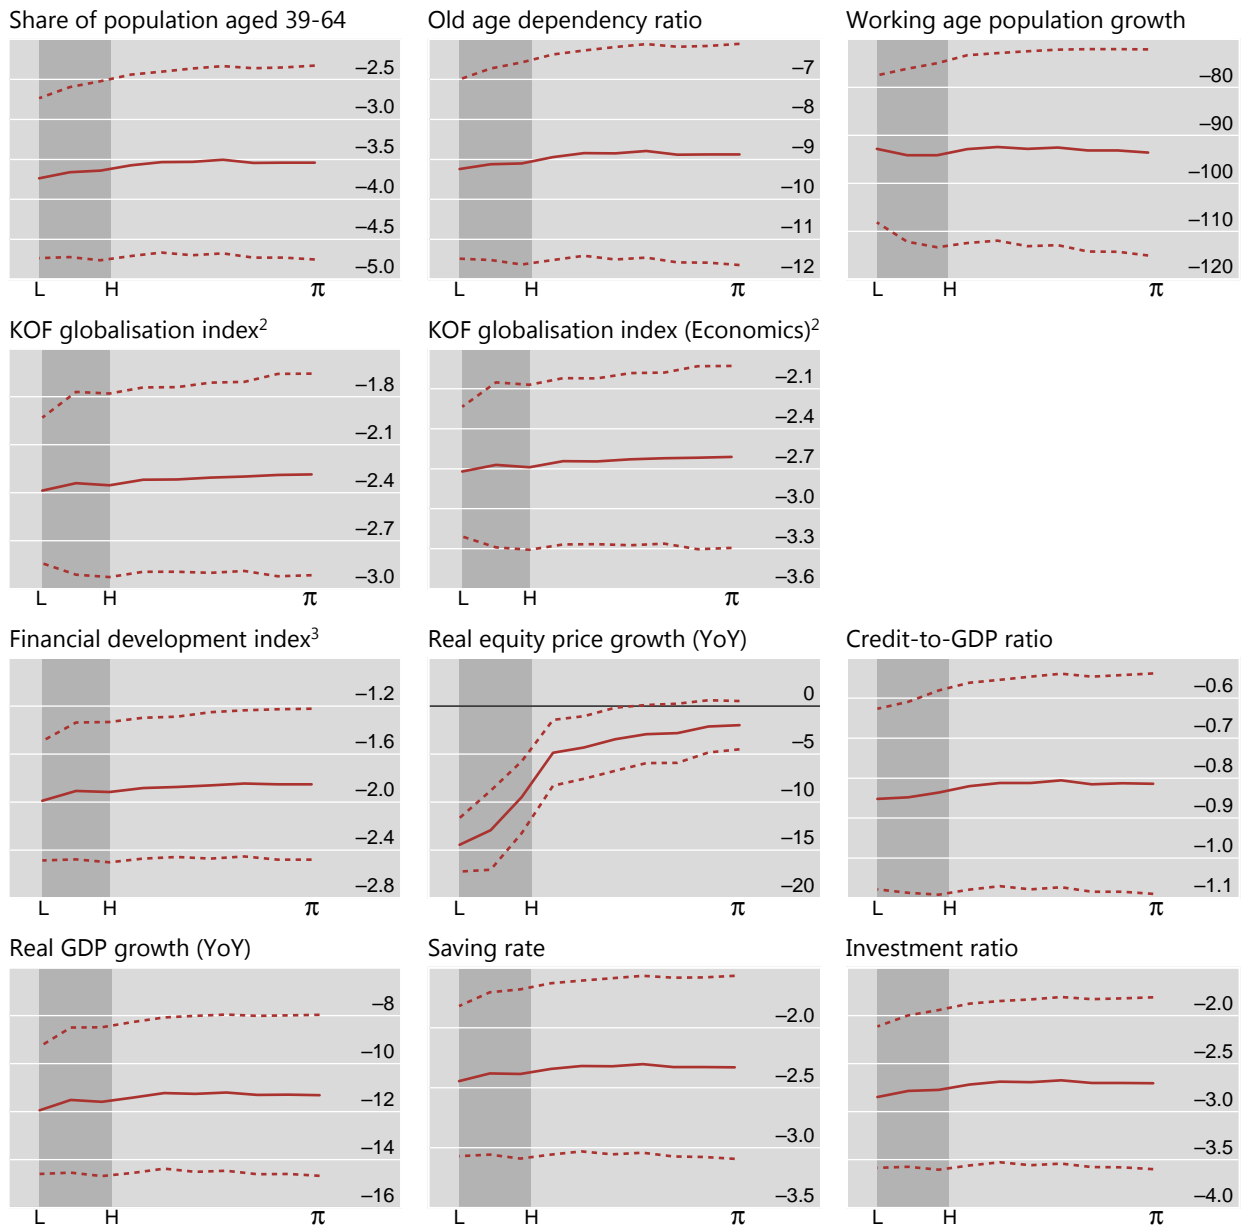 Share of population aged 39-64
Old age dependency ratio
Working age population growth
–2.5
–3.0
–3.5
–4.0
–4.5
–5.0
L H π
–7
–8
–9
–10
–11
–12
L H π
–80
–90
–100
–110
–120
L H π
KOF globalisation index²
KOF globalisation index (Economics)²
–1.8
–2.1
–2.4
–2.7
–3.0
L H π
–2.1
–2.4
–2.7
–3.0
–3.3
–3.6
L H π
Financial development index³
Real equity price growth (YoY)
Credit-to-GDP ratio
–1.2
–1.6
–2.0
–2.4
–2.8
L H π
0
–5
–10
–15
–20
L H π
–0.6
–0.7
–0.8
–0.9
–1.0
–1.1
L H π
Real GDP growth (YoY)
Saving rate
Investment ratio
–8
–10
–12
–14
–16
L H π
–2.0
–2.5
–3.0
–3.5
L H π
–2.0
–2.5
–3.0
–3.5
–4.0
L H π